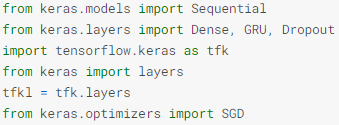 from keras.models import Sequential
from keras.layers import Dense, GRU, Dropout
import tensorflow.keras as tfk
from keras import layers
tfkl = tfk.layers
from keras.optimizers import SGD